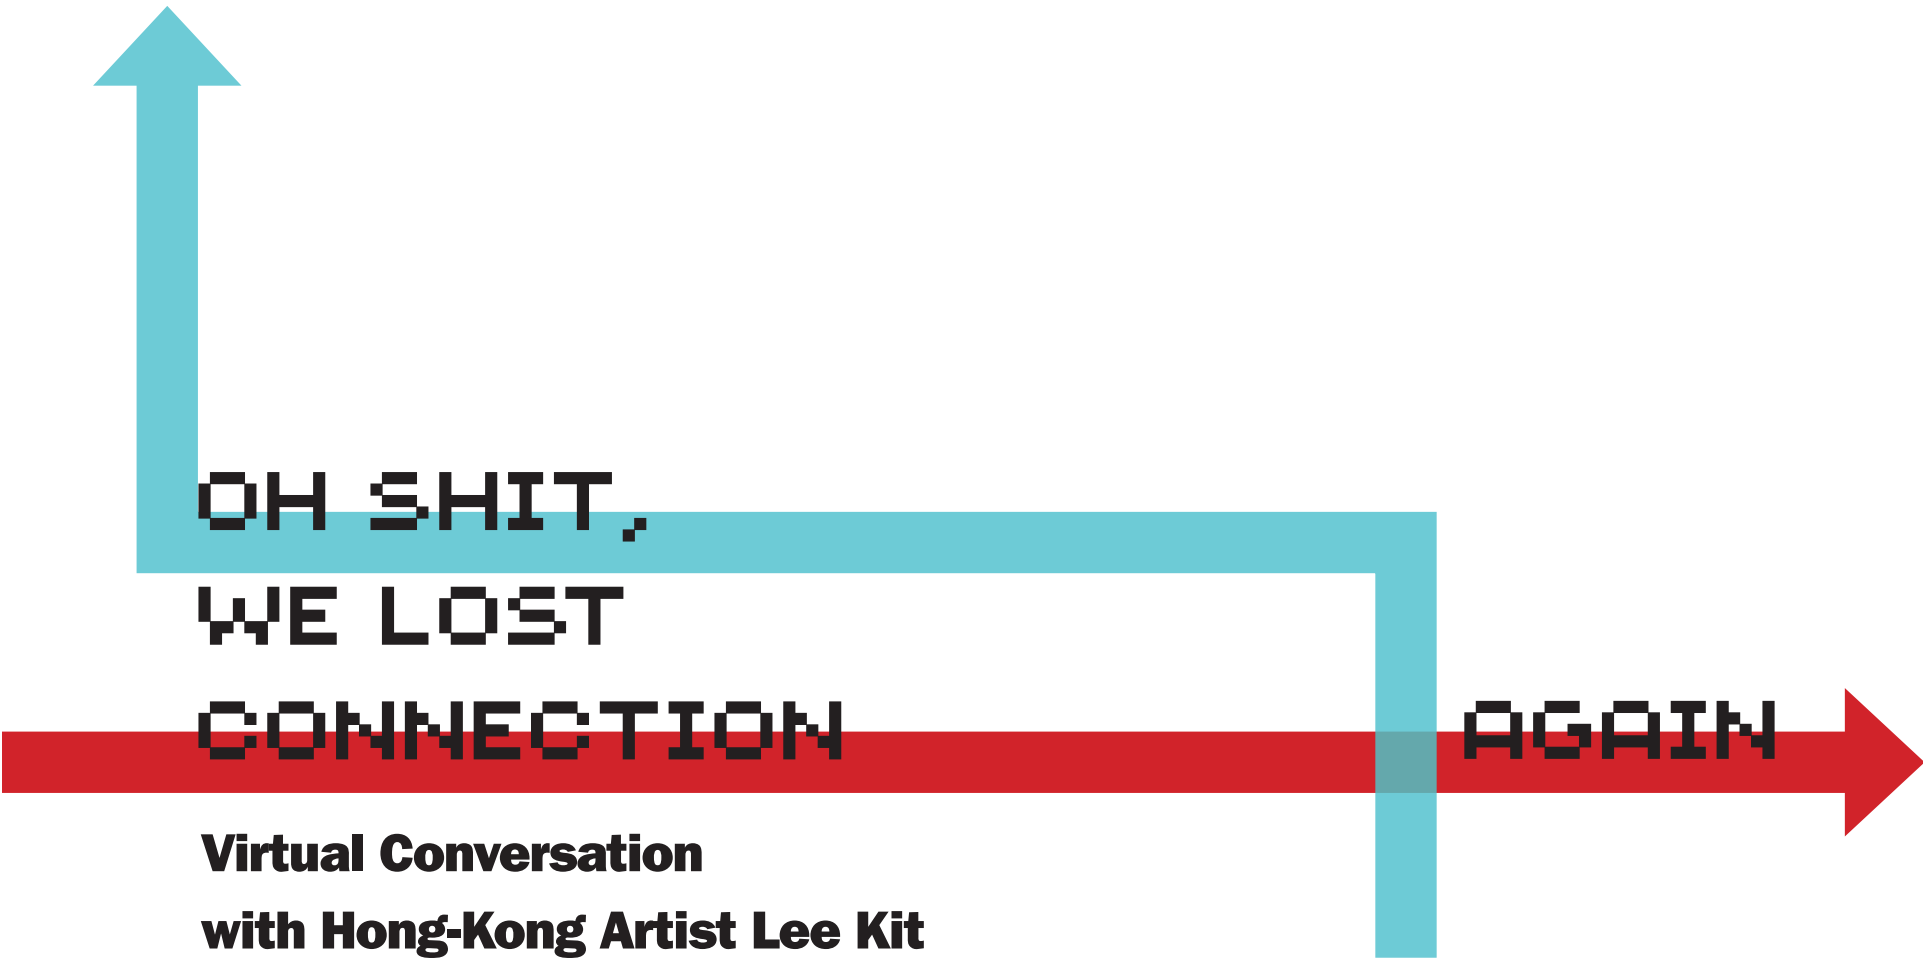 OH SHIT,
WE LOST
CONNECTION AGAIN
Virtual Conversation
with Hong-Kong Artist Lee Kit